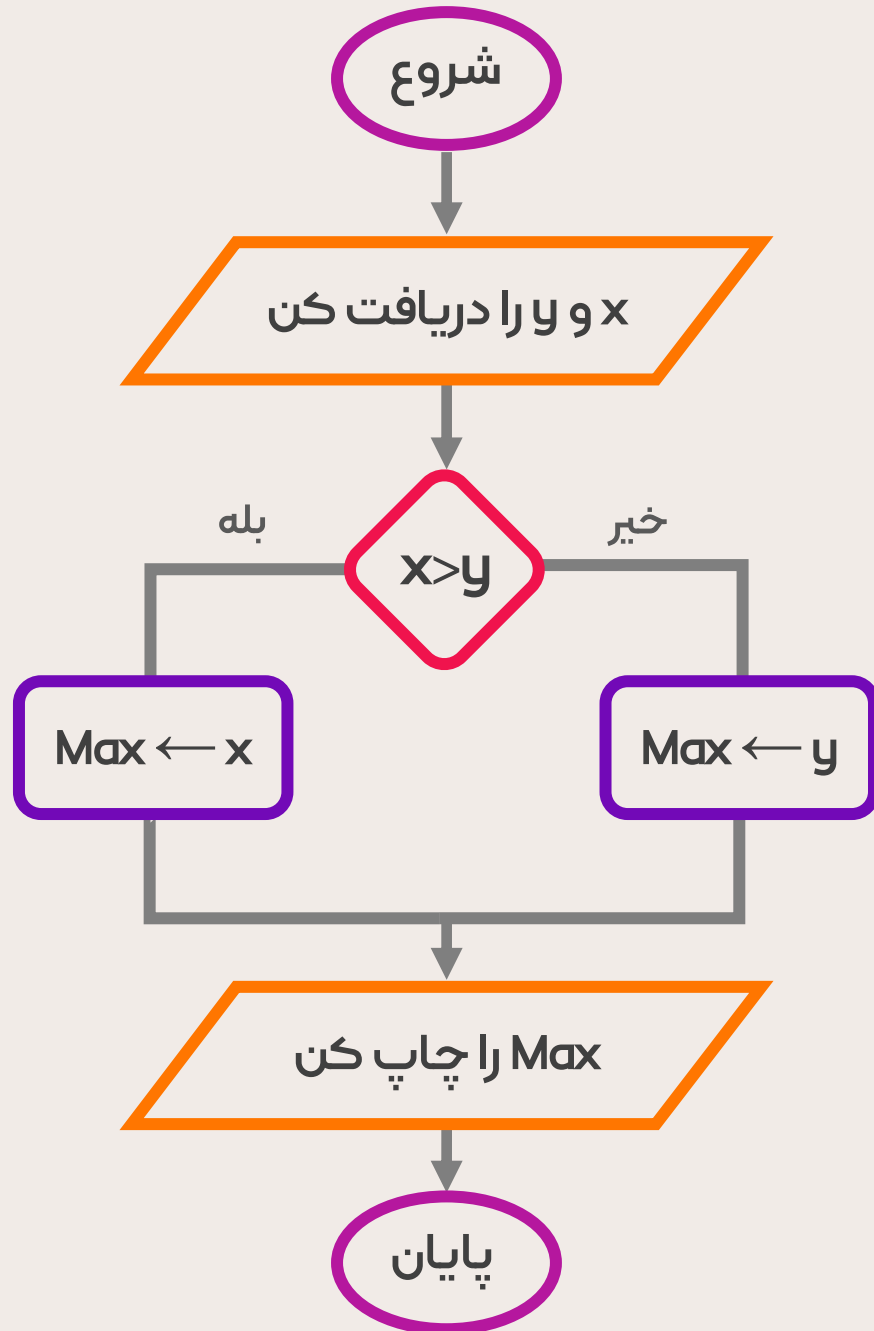 شروع
x و y را دریافت کن
خیر
بله
x>y
Max ← y
Max ← x
Max را چاپ کن
پایان